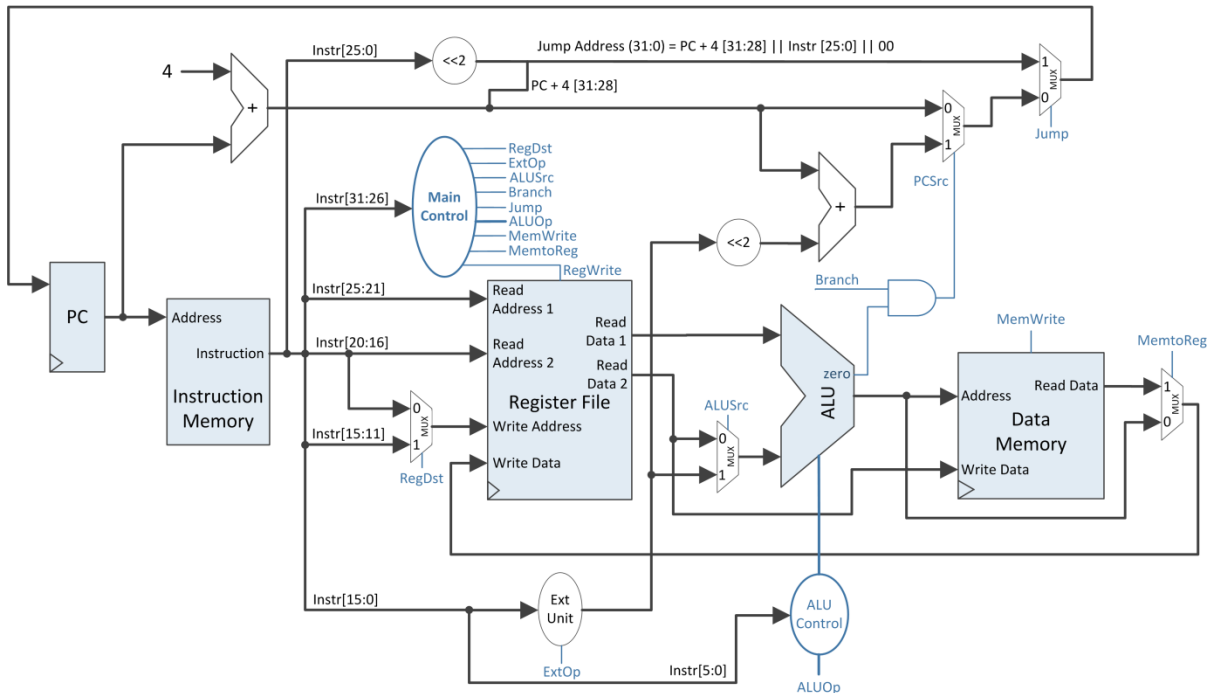 Instr[25:0]
<<2
Jump Address (31:0) = PC + 4 [31:28] || Instr [25:0] || 00
1
MUX
0
Jump
4
+
PC + 4 [31:28]
0
MUX
1
PCSrc
RegDst
ExtOp
ALUSrc
Branch
Jump
ALUOp
MemWrite
MemtoReg
RegWrite
Main
Control
Instr[31:26]
+
<<2
Branch
PC
Address
Instruction
Instruction
Memory
Instr[25:21]
Instr[20:16]
Instr[15:11]
0
MUX
1
RegDst
Read
Address 1
Read
Address 2
Read
Data 1
Read
Data 2
Register File
Write Address
Write Data
ALUSrc
0
MUX
1
zero
ALU
MemWrite
Read Data
Address
Data
Memory
Write Data
MemtoReg
1
MUX
0
Instr[15:0]
Ext
Unit
ExtOp
Instr[5:0]
ALU
Control
ALUOp